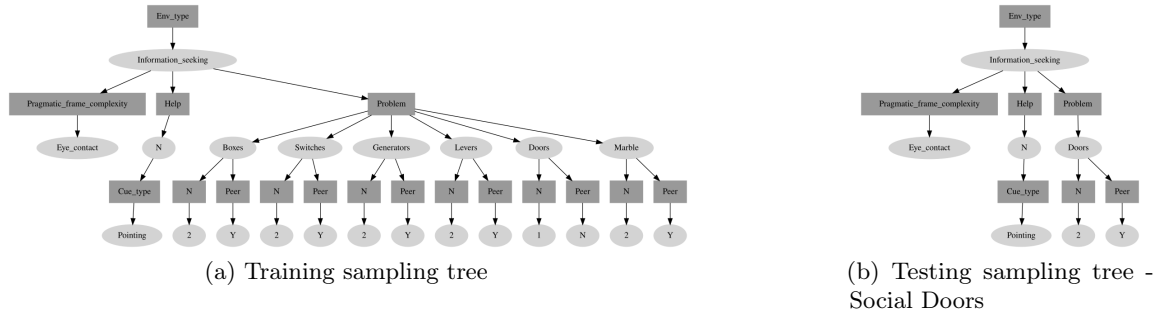 Env_type
Information_seeking
Pragmatic_frame_complexity Help Problem
Eye_contact N Boxes Switches Generators Levers Doors Marble
Cue_type N Peer N Peer N Peer N Peer N Peer N Peer
Pointing 2 Y 2 Y 2 Y 2 Y 1 N 2 Y
(a) Training sampling tree
Env_type
Information_seeking
Pragmatic_frame_complexity Help Problem
Eye_contact N Doors
Cue_type N Peer
Pointing 2 Y
(b) Testing sampling tree -
Social Doors